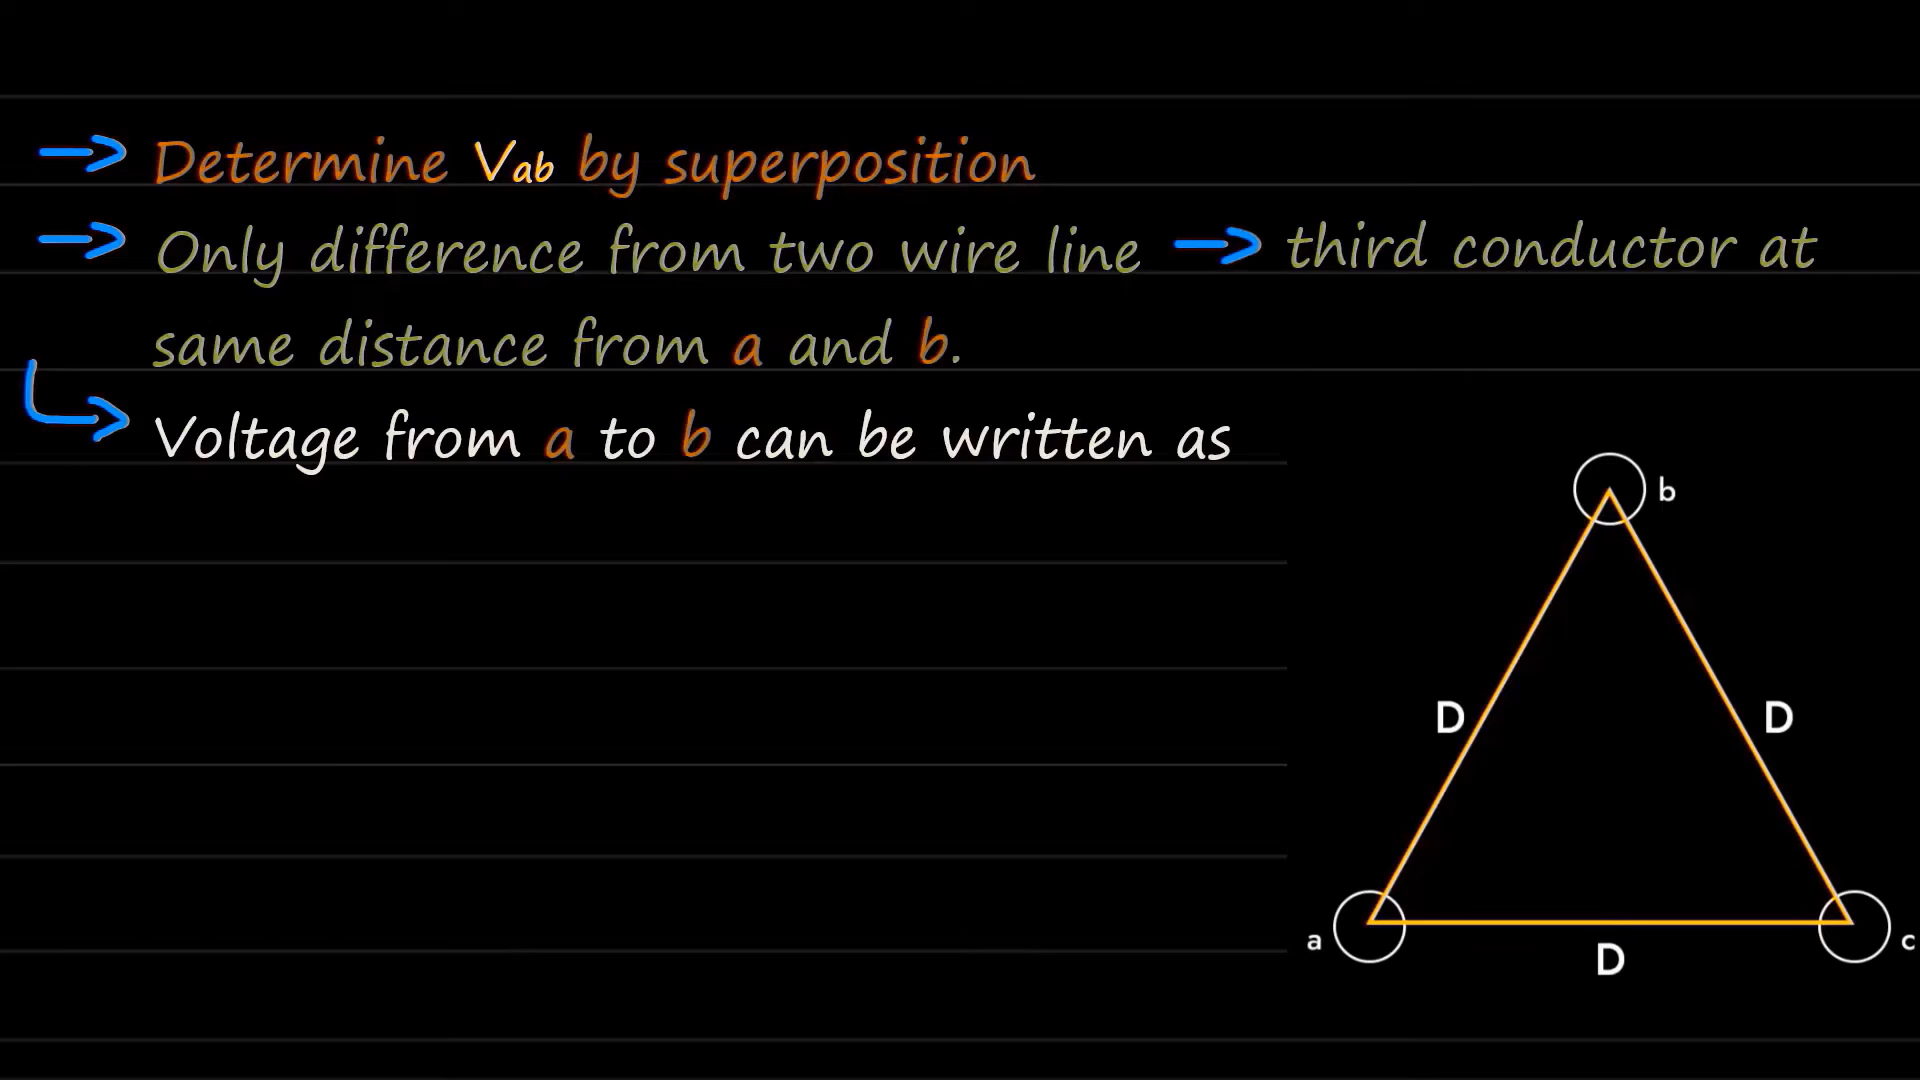 Determine Vab by superposition
Only difference from two wire line → third conductor at
same distance from a and b.
Voltage from a to b can be written as
b
D
D
a
c
D